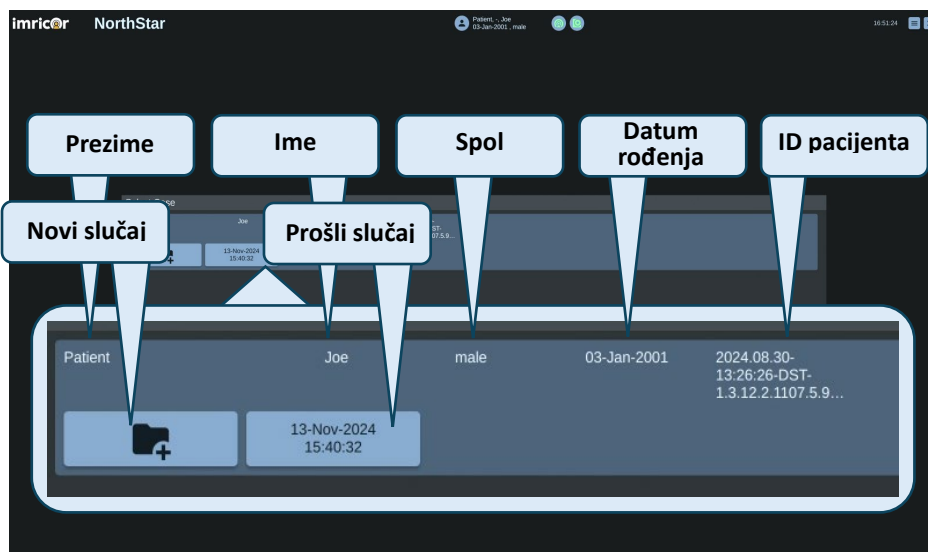 imricor NorthStar
Patient, -, Joe
03-Jan-2001 , male
16:51:24
Prezime
Ime
Spol
Datum
rođenja
ID pacijenta
Novi slučaj
Prošli slučaj
Joe
13-Nov-2024
15:40:32
Patient
Joe
male
03-Jan-2001
2024.08.30-
13:26:26-DST-
1.3.12.2.1107.5.9...
13-Nov-2024
15:40:32